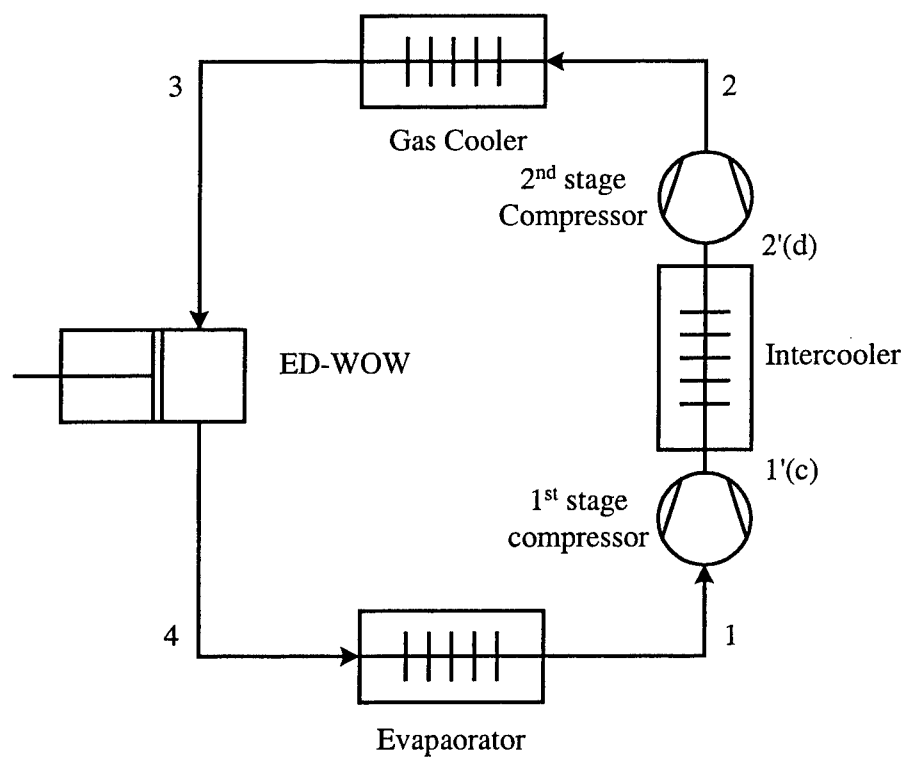 3
2
Gas Cooler
2nd stage
Compressor
2'(d)
ED-WOW
Intercooler
1'(c)
1st stage
compressor
4
1
Evapaorator